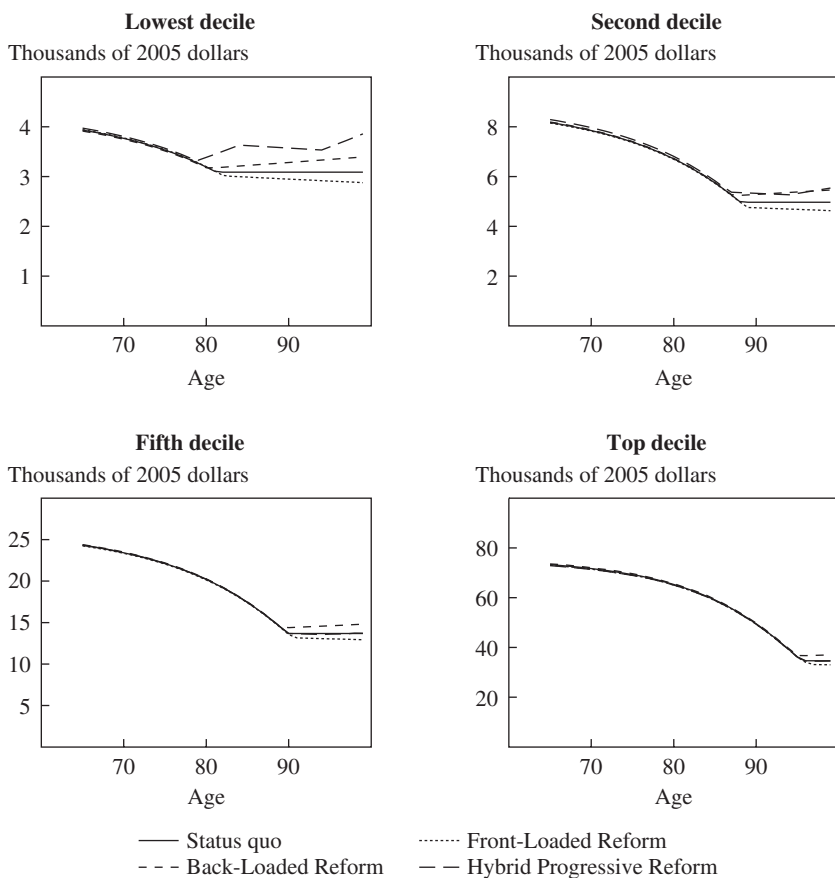 Lowest decile
Thousands of 2005 dollars
4
3
2
1
70 80 90
Age
Second decile
Thousands of 2005 dollars
8
6
4
2
70 80 90
Age
Fifth decile
Thousands of 2005 dollars
25
20
15
10
5
70 80 90
Age
Top decile
Thousands of 2005 dollars
80
60
40
20
70 80 90
Age
Status quo
Front-Loaded Reform
Back-Loaded Reform
Hybrid Progressive Reform